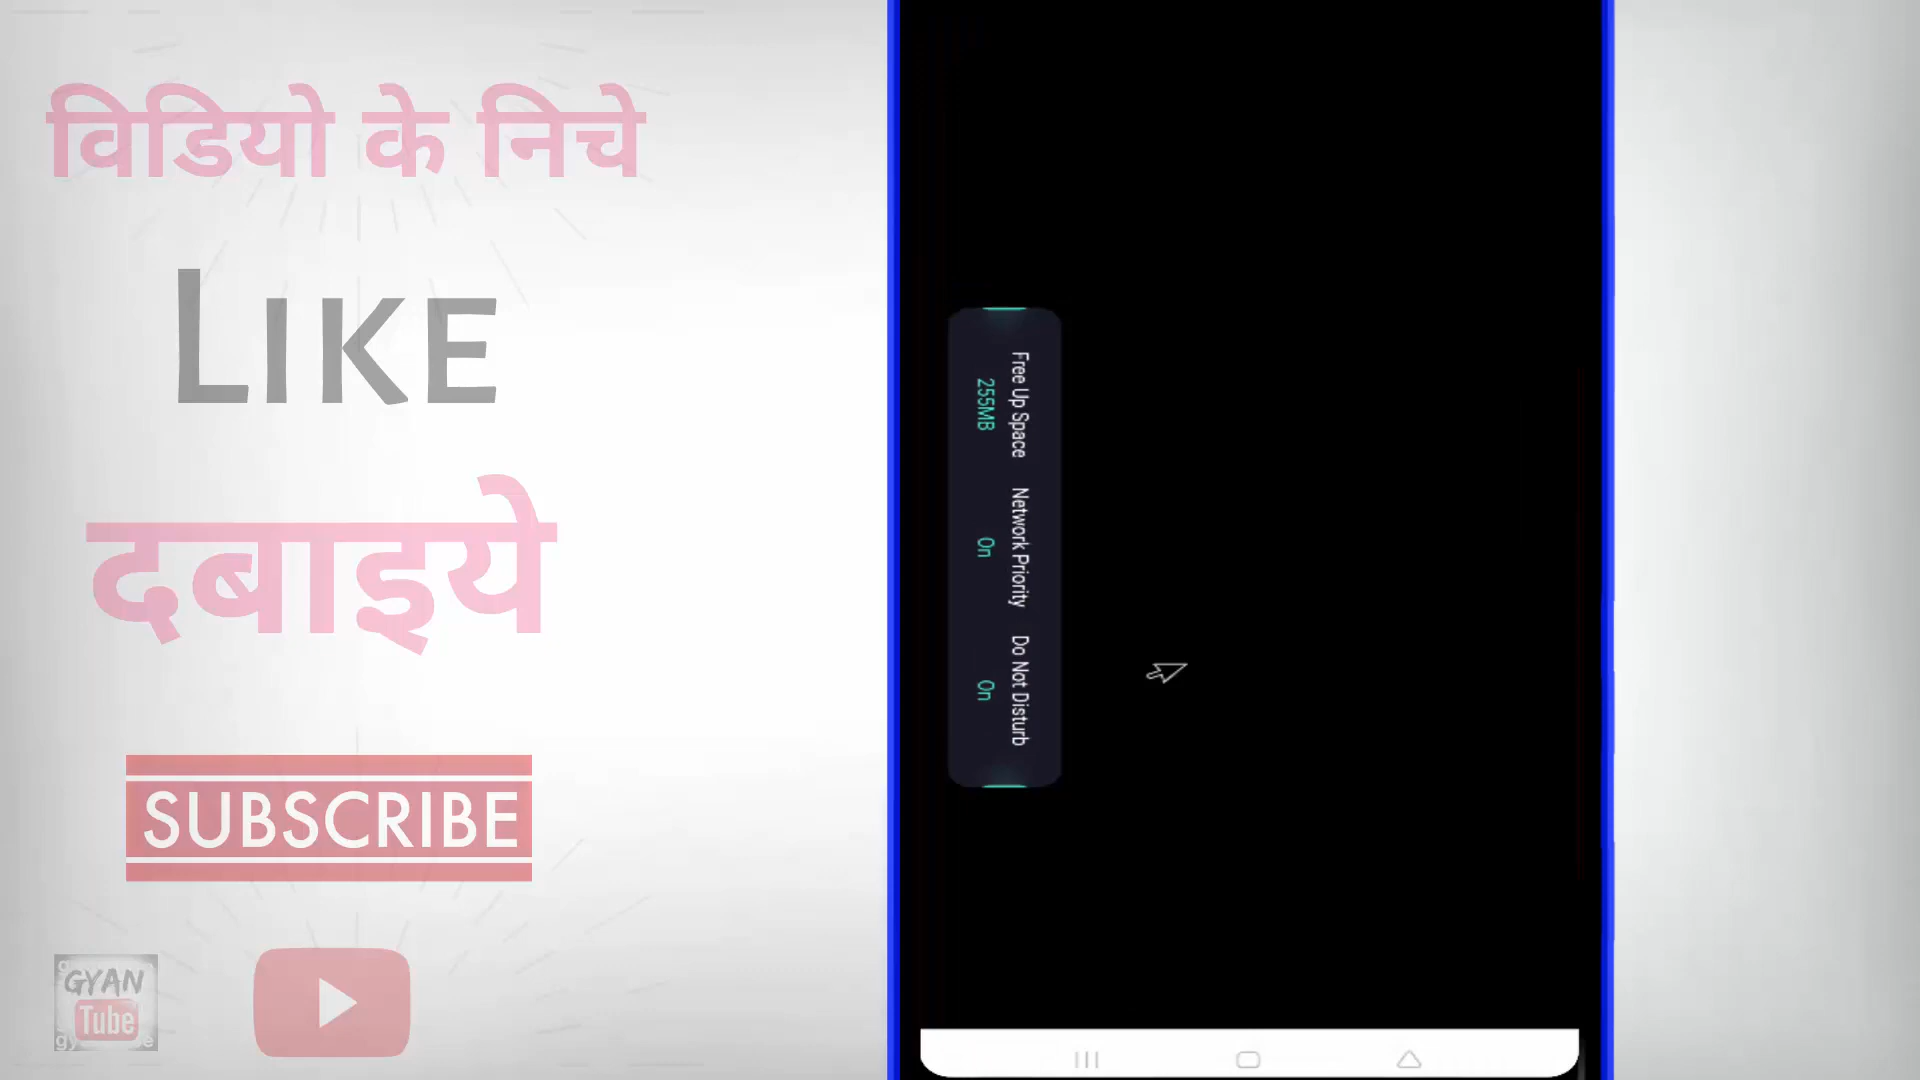 विडियो के निचे
LIKE
दबाइये
SUBSCRIBE
GYAN
Tube
Free Up Space
255MB
Network Priority
On
Do Not Disturb
On